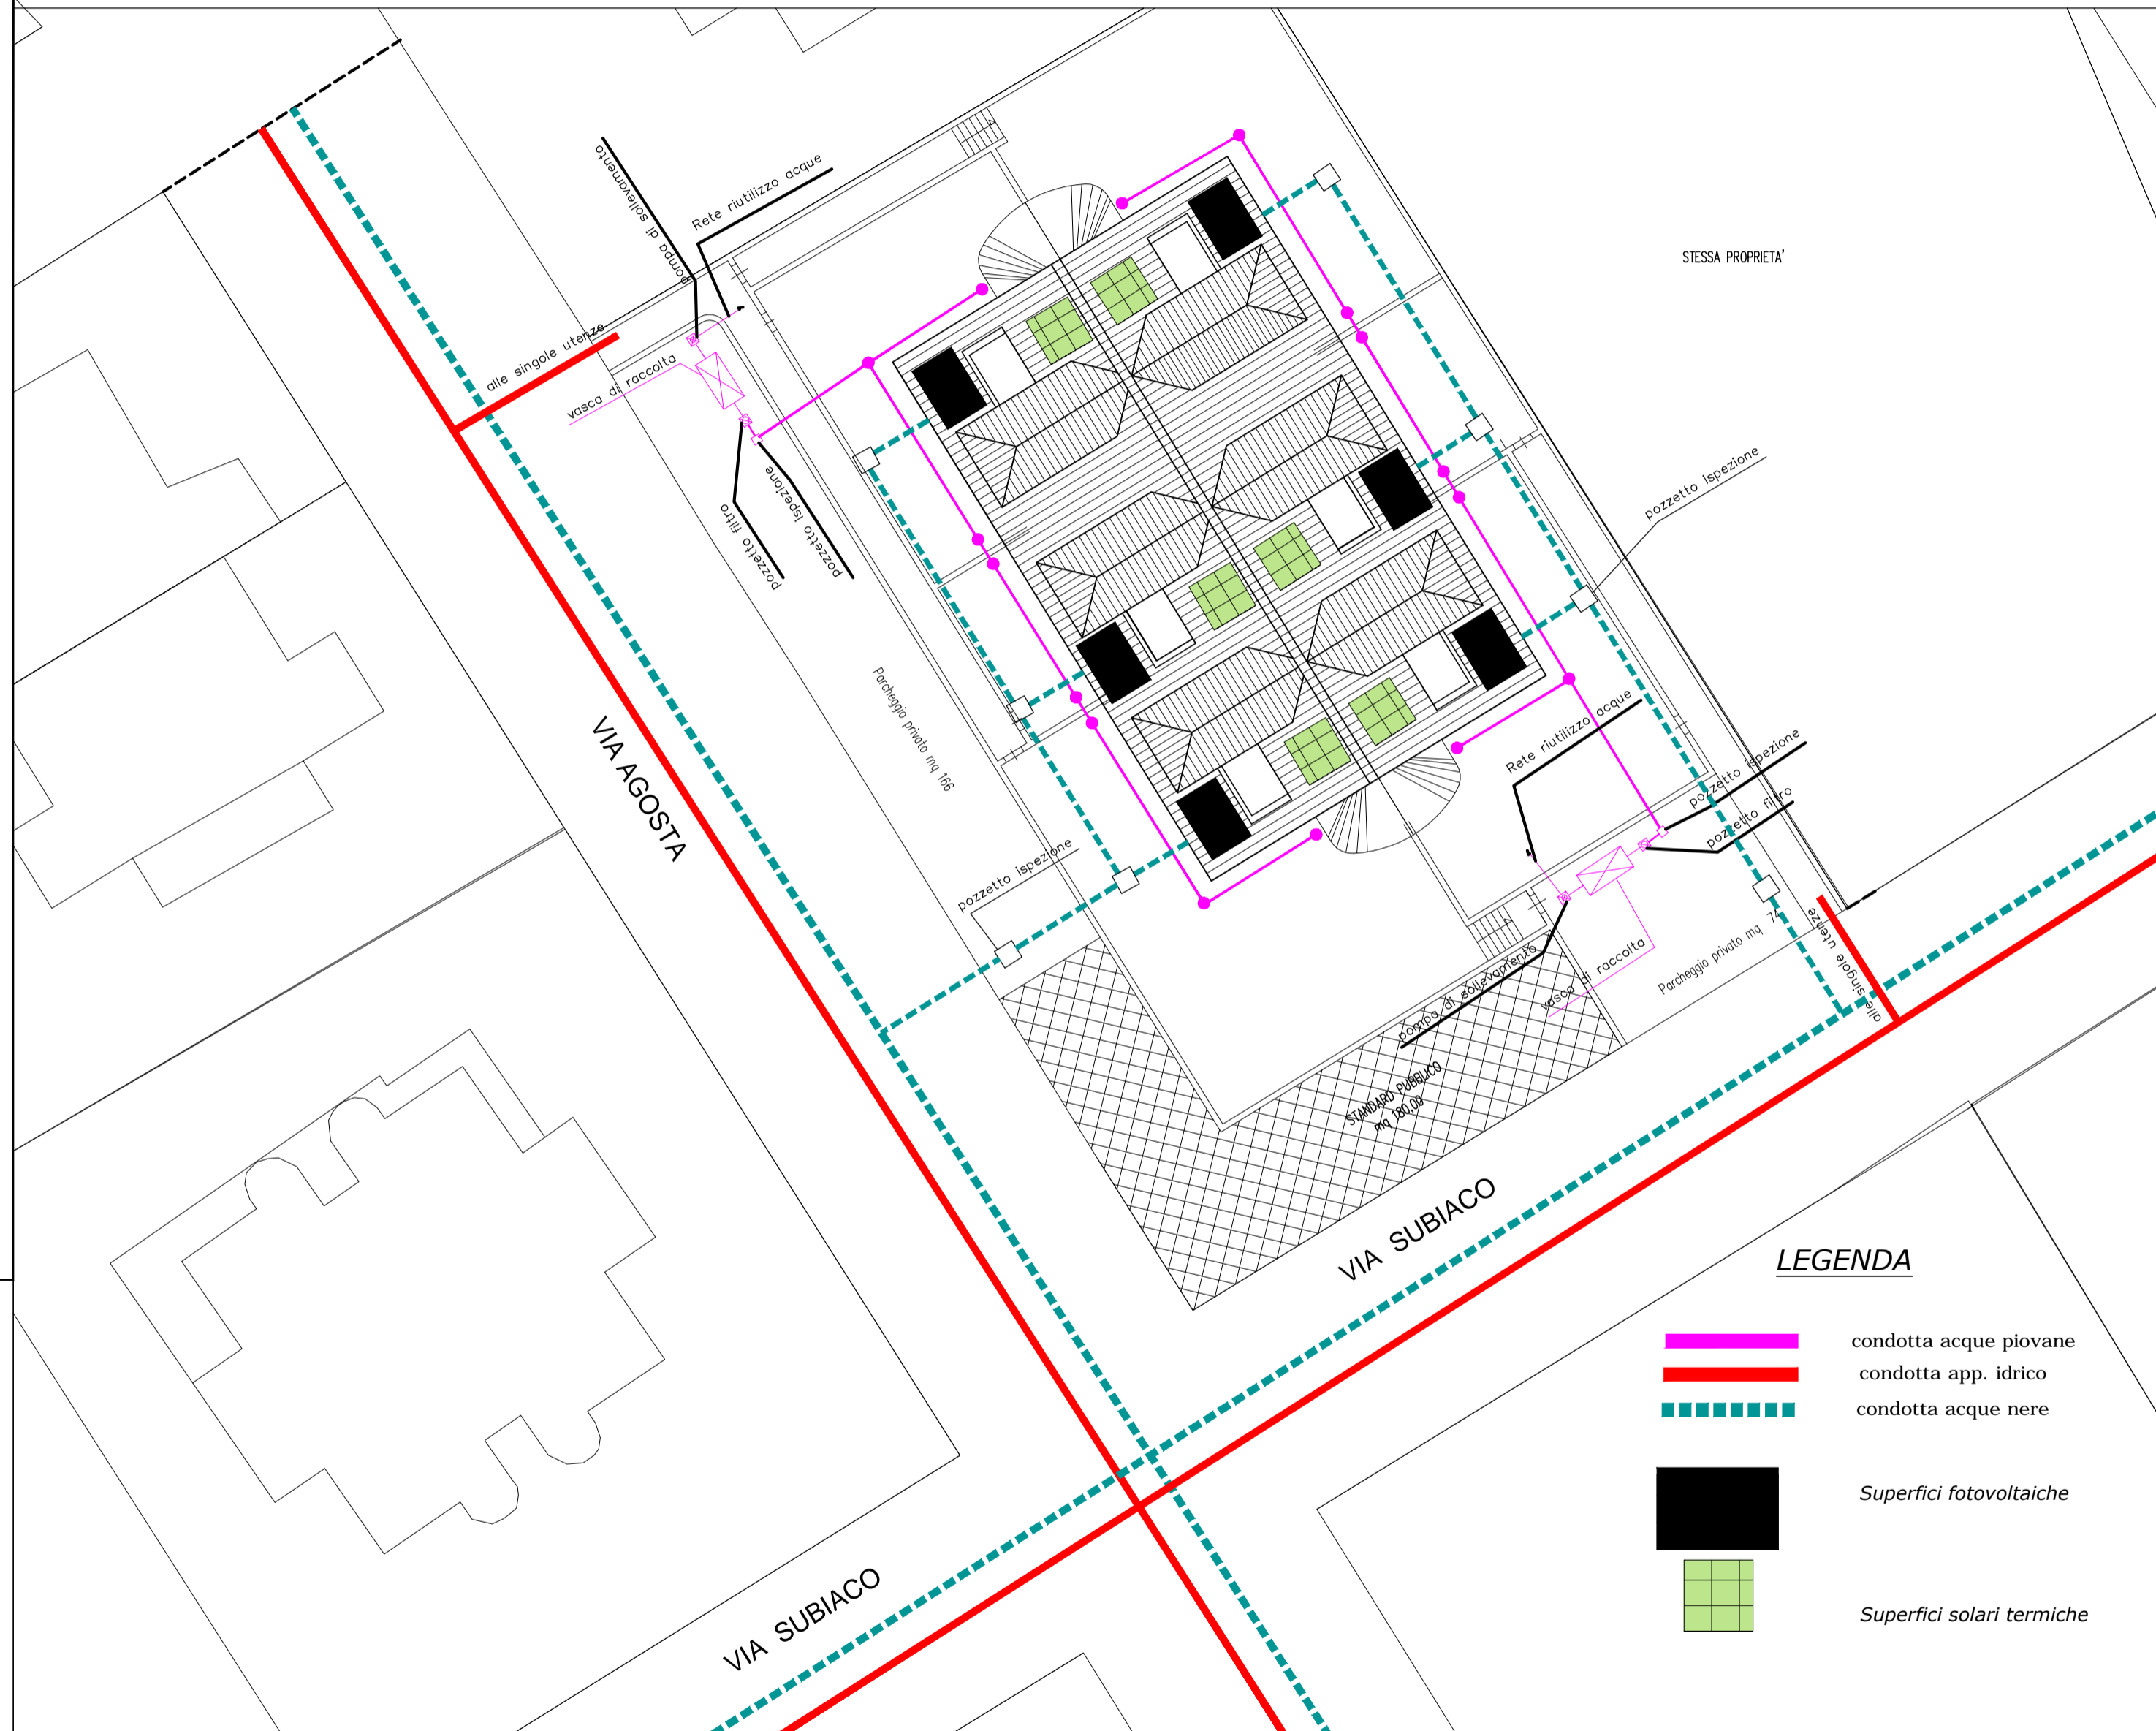 pompa di sollevamento
Rete riutilizzo acque
STESSA PROPRIETA'
alle singole utenze
vasca di raccolta
pozzetto filtro
pozzetto ispezione
pozzetto ispezione
Parcheggio privato mq 166
VIA AGOSTA
Rete riutilizzo acque
pozzetto ispezione
pozzetto filtro
pozzetto ispezione
pompa di sollevamento
vasca di raccolta
Parcheggio privato mq 74
alle singole utenze
STANDARD PUBBLICO
mq 180,00
VIA SUBIACO
VIA SUBIACO
LEGENDA
condotta acque piovane
condotta app. idrico
condotta acque nere
Superfici fotovoltaiche
Superfici solari termiche